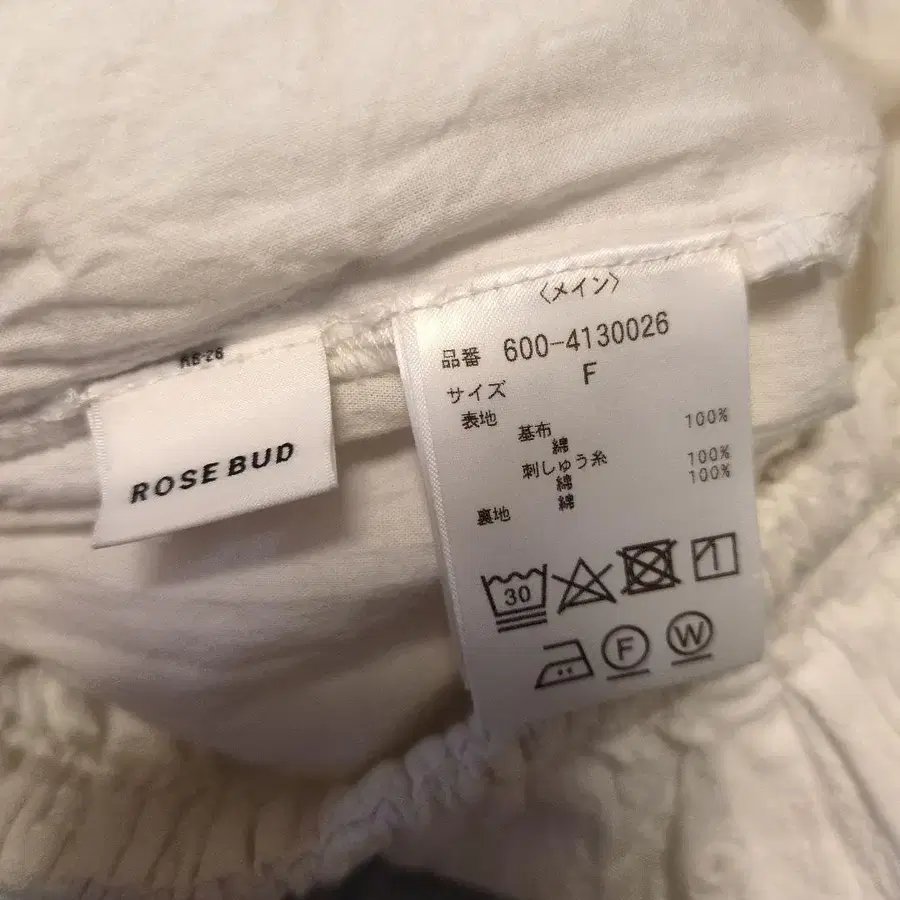 ROSE BUD
〈メイン〉
品番 600-4130026
サイズ F
表地
基布 100%
綿
刺しゅう糸 100%
綿 100%
裏地 綿
30
F
W